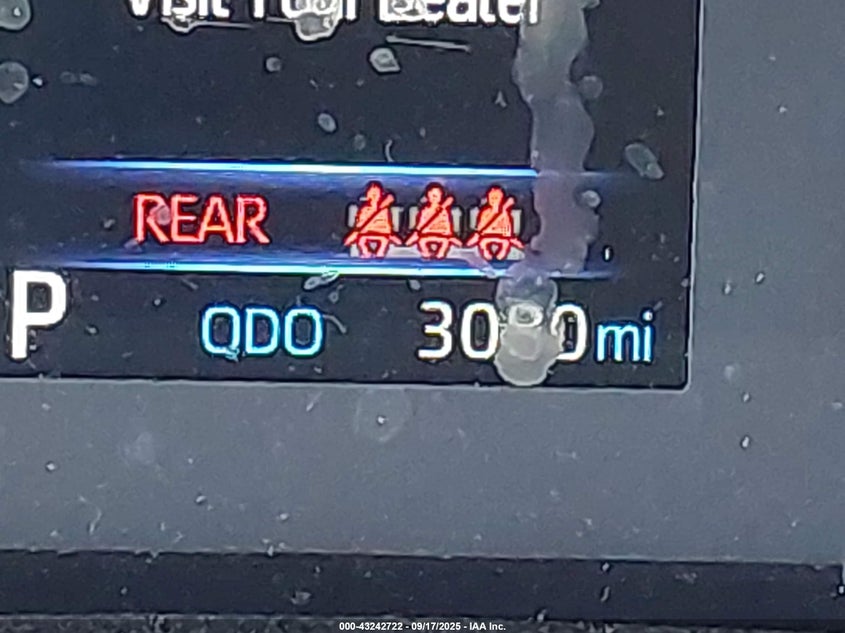 Visit Your Dealer
REAR
P
ODO
mi
000-43242722 - 09/17/2025 - IAA Inc.